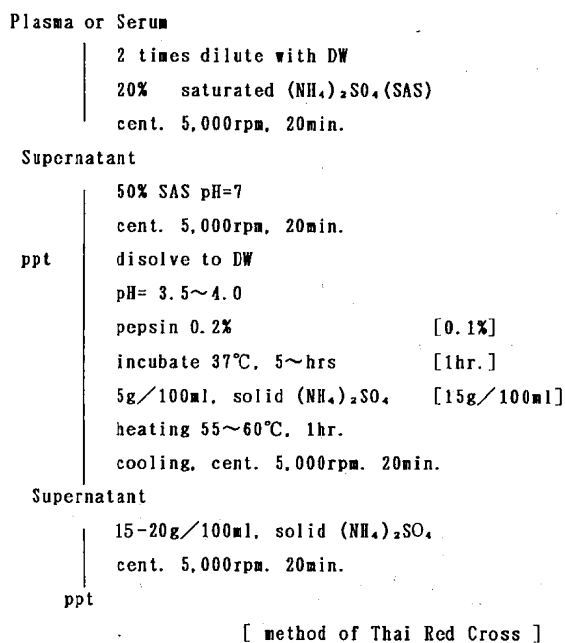 Plasma or Serum
2 times dilute with DW
20% saturated (NH₄)₂SO₄(SAS)
cent. 5,000rpm, 20min.
Supernatant
50% SAS pH=7
cent. 5,000rpm, 20min.
ppt disolve to DW
pH= 3.5～4.0
pepsin 0.2% [0.1%]
incubate 37℃, 5～hrs [1hr.]
5g／100ml, solid (NH₄)₂SO₄ [15g／100ml]
heating 55～60℃, 1hr.
cooling, cent. 5,000rpm. 20min.
Supernatant
15-20g／100ml, solid (NH₄)₂SO₄
cent. 5,000rpm. 20min.
ppt
[ method of Thai Red Cross ]